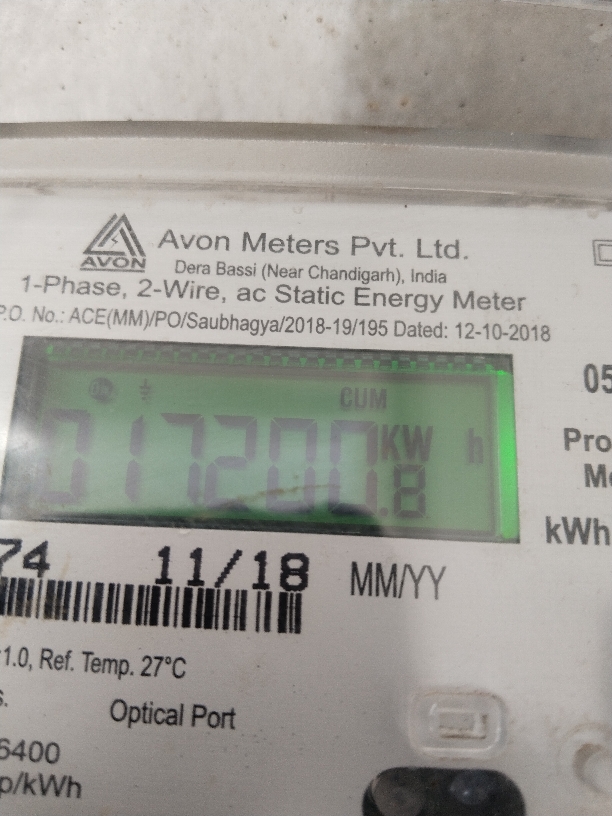 AVON
Avon Meters Pvt. Ltd.
Dera Bassi (Near Chandigarh), India
1-Phase, 2-Wire, ac Static Energy Meter
P.O. No.: ACE(MM)/PO/Saubhagya/2018-19/195 Dated: 12-10-2018
CUM
017200.8 KW h
05
Pro
Me
kWh
74 11/18 MM/YY
1.0, Ref. Temp. 27°C
s.
Optical Port
6400
p/kWh